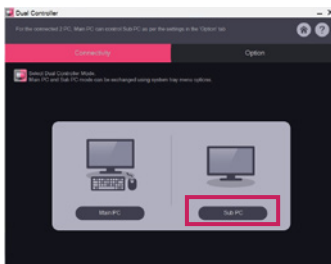 Dual Controller
For the connected 2 PC, Main PC can control Sub PC as per the settings in the 'Option' tab
Connectivity
Option
Select Dual Controller Mode.
Main PC and Sub PC mode can be exchanged using system tray menu options.
Main PC
Sub PC